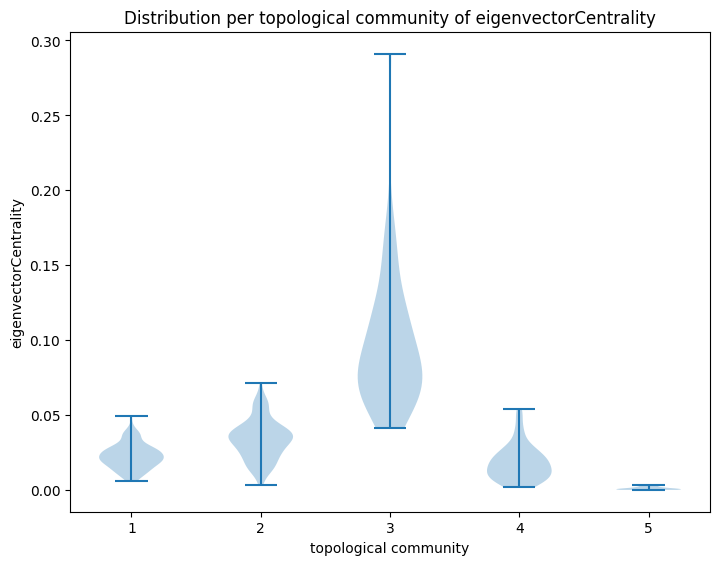 Distribution per topological community of eigenvectorCentrality
eigenvectorCentrality
0.30
0.25
0.20
0.15
0.10
0.05
0.00
1 2 3 4 5
topological community